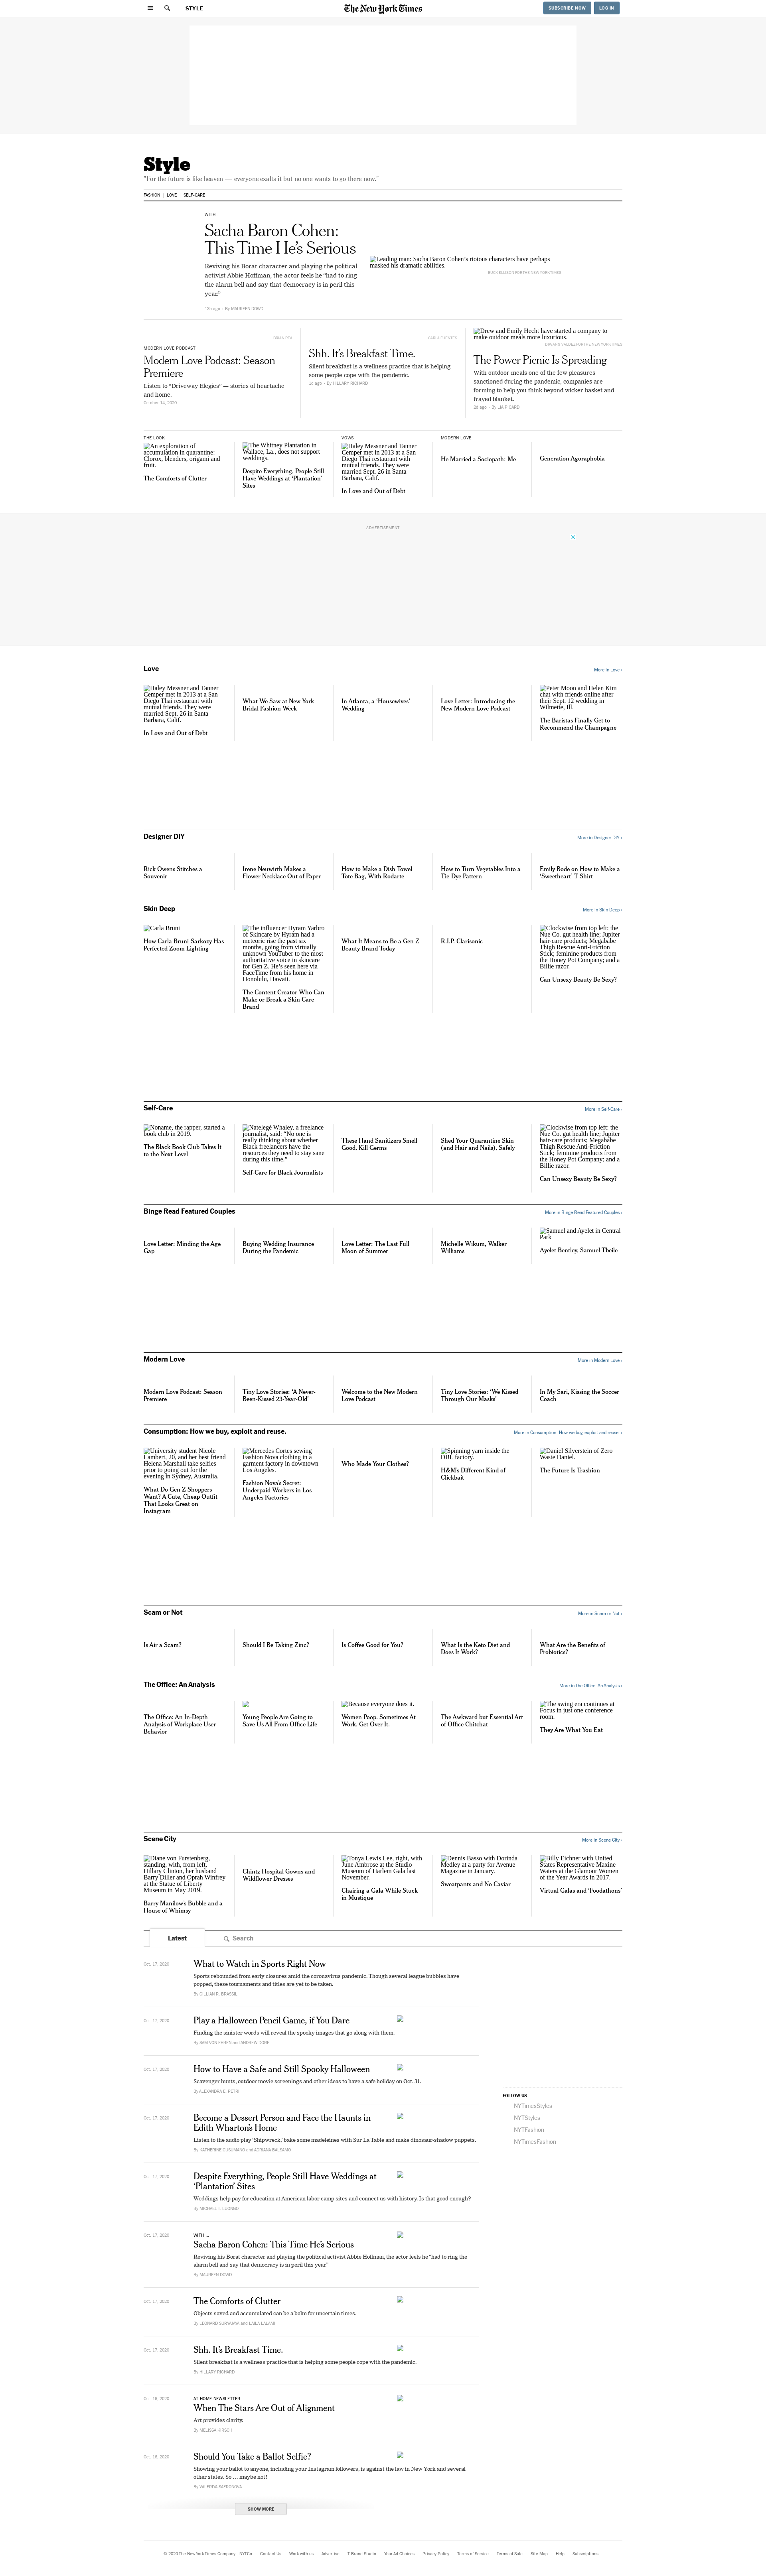 STYLE
The New York Times
SUBSCRIBE NOW
LOG IN
Style
"For the future is like heaven — everyone exalts it but no one wants to go there now."
FASHION
LOVE
SELF-CARE
WITH ...
Sacha Baron Cohen:
This Time He's Serious
Reviving his Borat character and playing the political
activist Abbie Hoffman, the actor feels he "had to ring
the alarm bell and say that democracy is in peril this
year."
13h ago · By MAUREEN DOWD
Leading man: Sacha Baron Cohen's riotous characters have perhaps
masked his dramatic abilities.
BUCK ELLISON FOR THE NEW YORK TIMES
BRIAN REA
MODERN LOVE PODCAST
Modern Love Podcast: Season
Premiere
Listen to "Driveway Elegies" — stories of heartache
and home.
October 14, 2020
Shh. It's Breakfast Time.
Silent breakfast is a wellness practice that is helping
some people cope with the pandemic.
1d ago · By HILLARY RICHARD
Drew and Emily Hecht have started a company to
make outdoor meals more luxurious.
The Power Picnic Is Spreading
With outdoor meals one of the few pleasures
sanctioned during the pandemic, companies are
forming to help you think beyond wicker basket and
frayed blanket.
2d ago · By LIA PICARD
THE LOOK
An exploration of
accumulation in quarantine:
Clorox, blenders, origami and
fruit.
The Comforts of Clutter
The Whitney Plantation in
Wallace, La., does not support
weddings.
Despite Everything, People Still
Have Weddings at 'Plantation'
Sites
VOWS
Haley Messner and Tanner
Cemper met in 2013 at a San
Diego Thai restaurant with
mutual friends. They were
married Sept. 26 in Santa
Barbara, Calif.
In Love and Out of Debt
MODERN LOVE
He Married a Sociopath: Me
Generation Agoraphobia
ADVERTISEMENT
Love
More in Love ›
Haley Messner and Tanner
Cemper met in 2013 at a San
Diego Thai restaurant with
mutual friends. They were
married Sept. 26 in Santa
Barbara, Calif.
In Love and Out of Debt
What We Saw at New York
Bridal Fashion Week
In Atlanta, a 'Housewives'
Wedding
Love Letter: Introducing the
New Modern Love Podcast
Peter Moon and Helen Kim
chat with friends online after
their Sept. 12 wedding in
Wilmette, Ill.
The Baristas Finally Get to
Recommend the Champagne
Designer DIY
More in Designer DIY ›
Rick Owens Stitches a
Souvenir
Irene Neuwirth Makes a
Flower Necklace Out of Paper
How to Make a Dish Towel
Tote Bag, With Rodarte
How to Turn Vegetables Into a
Tie-Dye Pattern
Emily Bode on How to Make a
'Sweetheart' T-Shirt
Skin Deep
More in Skin Deep ›
Carla Bruni
How Carla Bruni-Sarkozy Has
Perfected Zoom Lighting
The influencer Hyram Yarbro
of Skincare by Hyram had a
meteoric rise the past six
months, going from virtually
unknown YouTuber to the most
authoritative voice in skincare
for Gen Z. He's seen here via
FaceTime from his home in
Honolulu, Hawaii.
The Content Creator Who Can
Make or Break a Skin Care
Brand
What It Means to Be a Gen Z
Beauty Brand Today
R.I.P. Clarisonic
Clockwise from top left: the
Nue Co. gut health line; Jupiter
hair-care products; Megababe
Thigh Rescue Anti-Friction
Stick; feminine products from
the Honey Pot Company; and a
Billie razor.
Can Unsexy Beauty Be Sexy?
Self-Care
More in Self-Care ›
Noname, the rapper, started a
book club in 2019.
The Black Book Club Takes It
to the Next Level
Natelegé Whaley, a freelance
journalist, said: "No one is
really thinking about whether
Black freelancers have the
resources they need to stay sane
during this time."
Self-Care for Black Journalists
These Hand Sanitizers Smell
Good, Kill Germs
Shed Your Quarantine Skin
(and Hair and Nails), Safely
Clockwise from top left: the
Nue Co. gut health line; Jupiter
hair-care products; Megababe
Thigh Rescue Anti-Friction
Stick; feminine products from
the Honey Pot Company; and a
Billie razor.
Can Unsexy Beauty Be Sexy?
Binge Read Featured Couples
More in Binge Read Featured Couples ›
Love Letter: Minding the Age
Gap
Buying Wedding Insurance
During the Pandemic
Love Letter: The Last Full
Moon of Summer
Michelle Wikum, Walker
Williams
Samuel and Ayelet in Central
Park
Ayelet Bentley, Samuel Theile
Modern Love
More in Modern Love ›
Modern Love Podcast: Season
Premiere
Tiny Love Stories: 'A Never-
Been-Kissed 23-Year-Old'
Welcome to the New Modern
Love Podcast
Tiny Love Stories: 'We Kissed
Through Our Masks'
In My Sari, Kissing the Soccer
Coach
Consumption: How we buy, exploit and reuse.
More in Consumption: How we buy, exploit and reuse. ›
University student Nicole
Lambert, 20, and her best friend
Helena Marshall take selfies
prior to going out for the
evening in Sydney, Australia.
What Do Gen Z Shoppers
Want? A Cute, Cheap Outfit
That Looks Great on
Instagram
Mercedes Cortes sewing
Fashion Nova clothing in a
garment factory in downtown
Los Angeles.
Fashion Nova's Secret:
Underpaid Workers in Los
Angeles Factories
Who Made Your Clothes?
Spinning yarn inside the
DBL factory.
H&M's Different Kind of
Clickbait
Daniel Silverstein of Zero
Waste Daniel.
The Future Is Trashion
Scam or Not
More in Scam or Not ›
Is Air a Scam?
Should I Be Taking Zinc?
Is Coffee Good for You?
What Is the Keto Diet and
Does It Work?
What Are the Benefits of
Probiotics?
The Office: An Analysis
More in The Office: An Analysis ›
The Office: An In-Depth
Analysis of Workplace User
Behavior
Young People Are Going to
Save Us All From Office Life
Because everyone does it.
Women Poop. Sometimes At
Work. Get Over It.
The Awkward but Essential Art
of Office Chitchat
The swing era continues at
Focus in just one conference
room.
They Are What You Eat
Scene City
More in Scene City ›
Diane von Furstenberg,
standing, with, from left,
Hillary Clinton, her husband
Barry Diller and Oprah Winfrey
at the Statue of Liberty
Museum in May 2019.
Barry Manilow's Bubble and a
House of Whimsy
Chintz Hospital Gowns and
Wildflower Dresses
Tonya Lewis Lee, right, with
June Ambrose at the Studio
Museum of Harlem Gala last
November.
Chairing a Gala While Stuck
in Mustique
Dennis Basso with Dorinda
Medley at a party for Avenue
Magazine in January.
Sweatpants and No Caviar
Billy Eichner with United
States Representative Maxine
Waters at the Glamour Women
of the Year Awards in 2017.
Virtual Galas and 'Foodathons'
Latest
Search
Oct. 17, 2020
What to Watch in Sports Right Now
Sports rebounded from early closures amid the coronavirus pandemic. Though several league bubbles have
popped, these tournaments and titles are yet to be taken.
By GILLIAN R. BRASSIL
Oct. 17, 2020
Play a Halloween Pencil Game, if You Dare
Finding the sinister words will reveal the spooky images that go along with them.
By SAM VON EHREN and ANDREW SORE
Oct. 17, 2020
How to Have a Safe and Still Spooky Halloween
Scavenger hunts, outdoor movie screenings and other ideas to have a safe holiday on Oct. 31.
By ALEXANDRA E. PETRI
Oct. 17, 2020
Become a Dessert Person and Face the Haunts in
Edith Wharton's Home
Listen to the audio play 'Shipwreck,' bake some madeleines with Sur La Table and make dinosaur-shadow puppets.
By KATHERINE CUSUMANO and ADRIANA BALSAMO
Oct. 17, 2020
Despite Everything, People Still Have Weddings at
'Plantation' Sites
Weddings help pay for education at American labor camp sites and connect us with history. Is that good enough?
By MICHAEL T. LUONGO
Oct. 17, 2020
WITH ...
Sacha Baron Cohen: This Time He's Serious
Reviving his Borat character and playing the political activist Abbie Hoffman, the actor feels he "had to ring the
alarm bell and say that democracy is in peril this year."
By MAUREEN DOWD
Oct. 17, 2020
The Comforts of Clutter
Objects saved and accumulated can be a balm for uncertain times.
Oct. 17, 2020
Shh. It's Breakfast Time.
Silent breakfast is a wellness practice that is helping some people cope with the pandemic.
By HILLARY RICHARD
Oct. 16, 2020
AT HOME NEWSLETTER
When The Stars Are Out of Alignment
Art provides clarity.
By MELISSA KIRSCH
Oct. 16, 2020
Should You Take a Ballot Selfie?
Showing your ballot to anyone, including your Instagram followers, is against the law in New York and several
other states. So … maybe not!
By VALERIYA SAFRONOVA
SHOW MORE
FOLLOW US
NYTimesStyles
NYTStyles
NYTFashion
NYTimesFashion
© 2020 The New York Times Company
NYTCo
Contact Us
Work with us
Advertise
T Brand Studio
Your Ad Choices
Privacy Policy
Terms of Service
Terms of Sale
Site Map
Help
Subscriptions